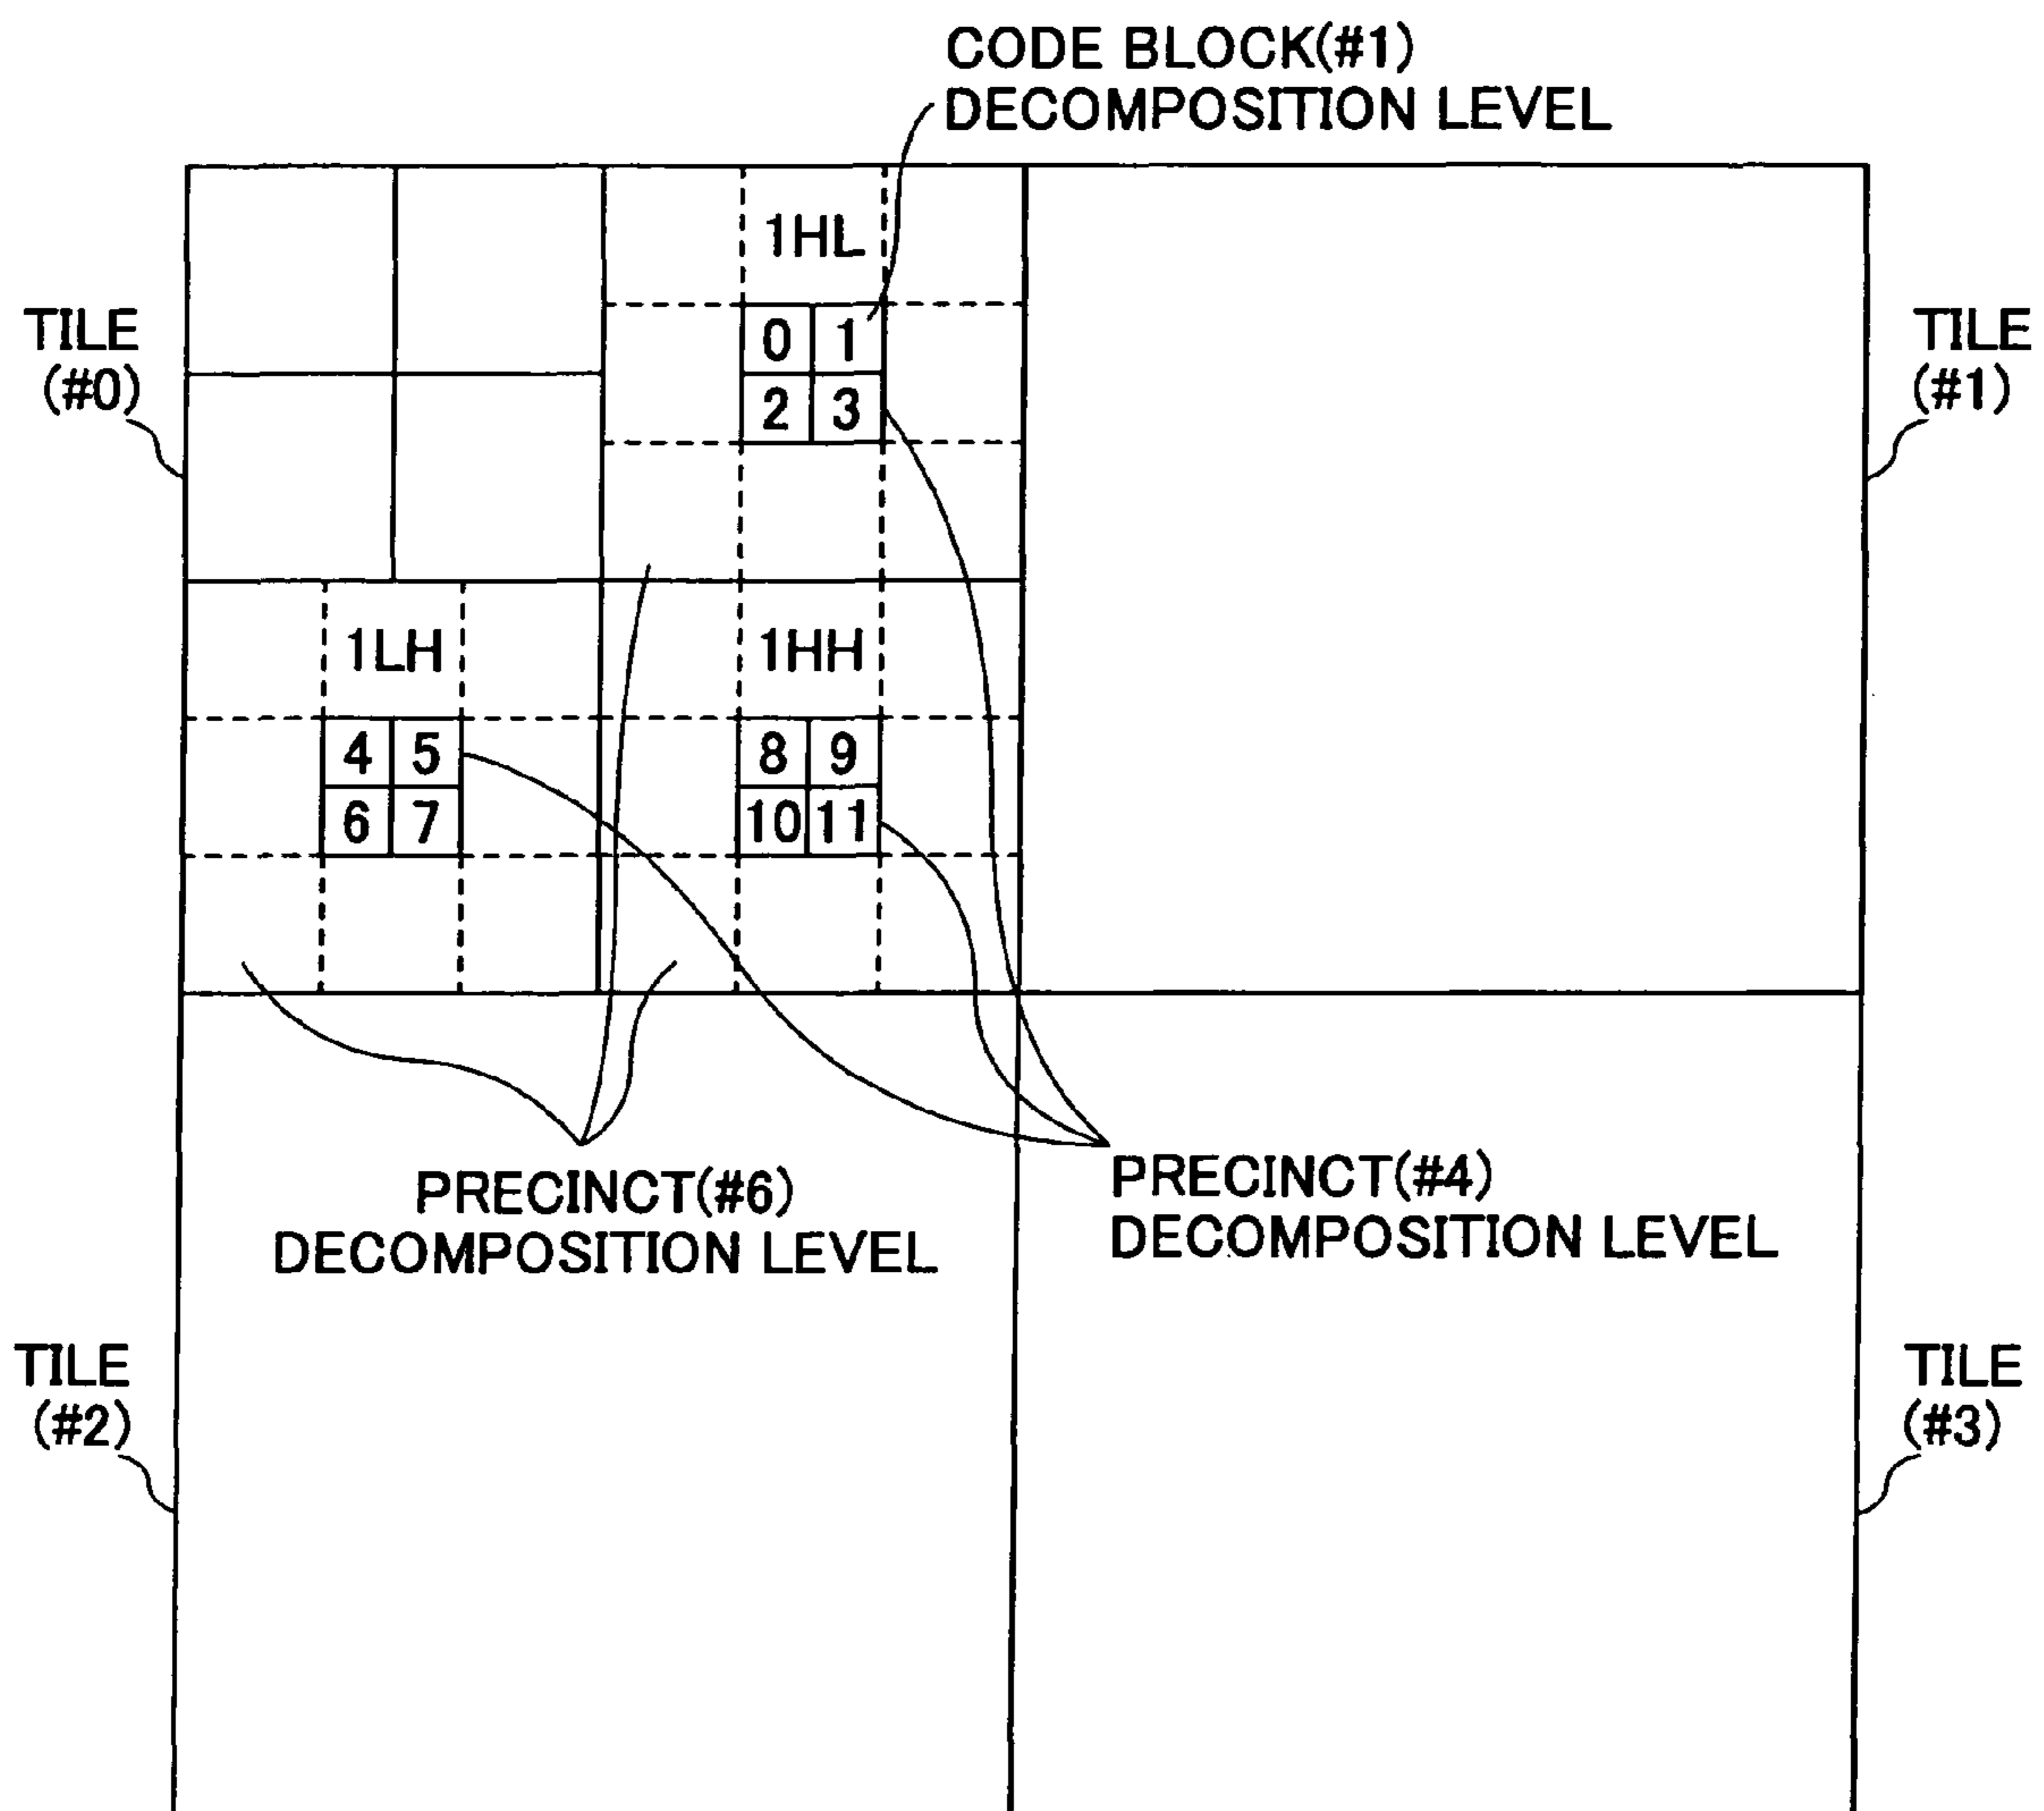 CODE BLOCK(#1)
DECOMPOSITION LEVEL
1HL
TILE
(#0)
TILE
(#1)
0 1
2 3
1LH
1HH
4 5
8 9
6 7
10 11
PRECINCT(#6)
DECOMPOSITION LEVEL
PRECINCT(#4)
DECOMPOSITION LEVEL
TILE
(#2)
TILE
(#3)